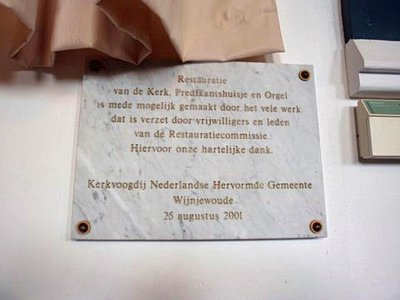 Restauratie
van de Kerk, Predikantshuisje en Orgel
is mede mogelijk gemaakt door het vele werk
dat is verzet door vrijwilligers en leden
van de Restauratiecommissie.
Hiervoor onze hartelijke dank.
Kerkvoogdij Nederlandse Hervormde Gemeente
Wijnjewoude
25 augustus 2001